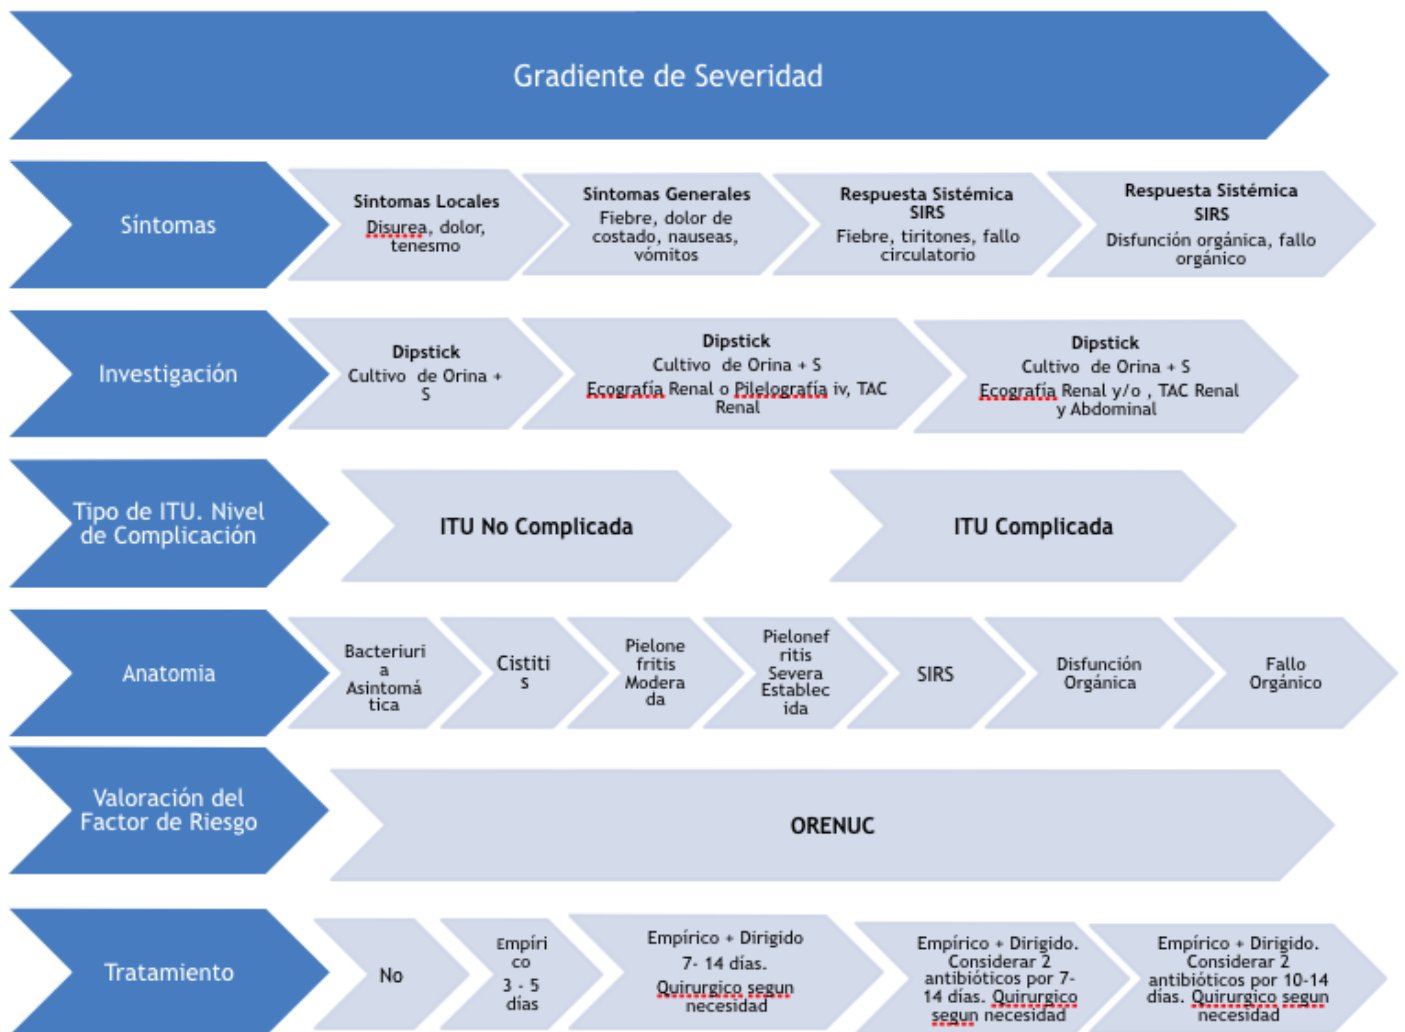 Gradiente de Severidad
Síntomas
Síntomas Locales
Disurea, dolor,
tenesmo
Síntomas Generales
Fiebre, dolor de
costado, nauseas,
vómitos
Respuesta Sistémica
SIRS
Fiebre, tiritones, fallo
circulatorio
Respuesta Sistémica
SIRS
Disfunción orgánica, fallo
orgánico
Investigación
Dipstick
Cultivo de Orina +
S
Dipstick
Cultivo de Orina + S
Ecografía Renal o Pilelografía iv, TAC
Renal
Dipstick
Cultivo de Orina + S
Ecografía Renal y/o , TAC Renal
y Abdominal
Tipo de ITU. Nivel
de Complicación
ITU No Complicada
ITU Complicada
Anatomia
Bacteriuri
a
Asintomá
tica
Cistiti
s
Pielone
fritis
Modera
da
Pielonef
ritis
Severa
Establec
ida
SIRS
Disfunción
Orgánica
Fallo
Orgánico
Valoración del
Factor de Riesgo
ORENUC
Tratamiento
No
Empíri
co
3 - 5
días
Empírico + Dirigido
7- 14 días.
Quirurgico segun
necesidad
Empírico + Dirigido.
Considerar 2
antibióticos por 7-
14 días. Quirurgico
segun necesidad
Empírico + Dirigido.
Considerar 2
antibióticos por 10-14
días. Quirurgico segun
necesidad